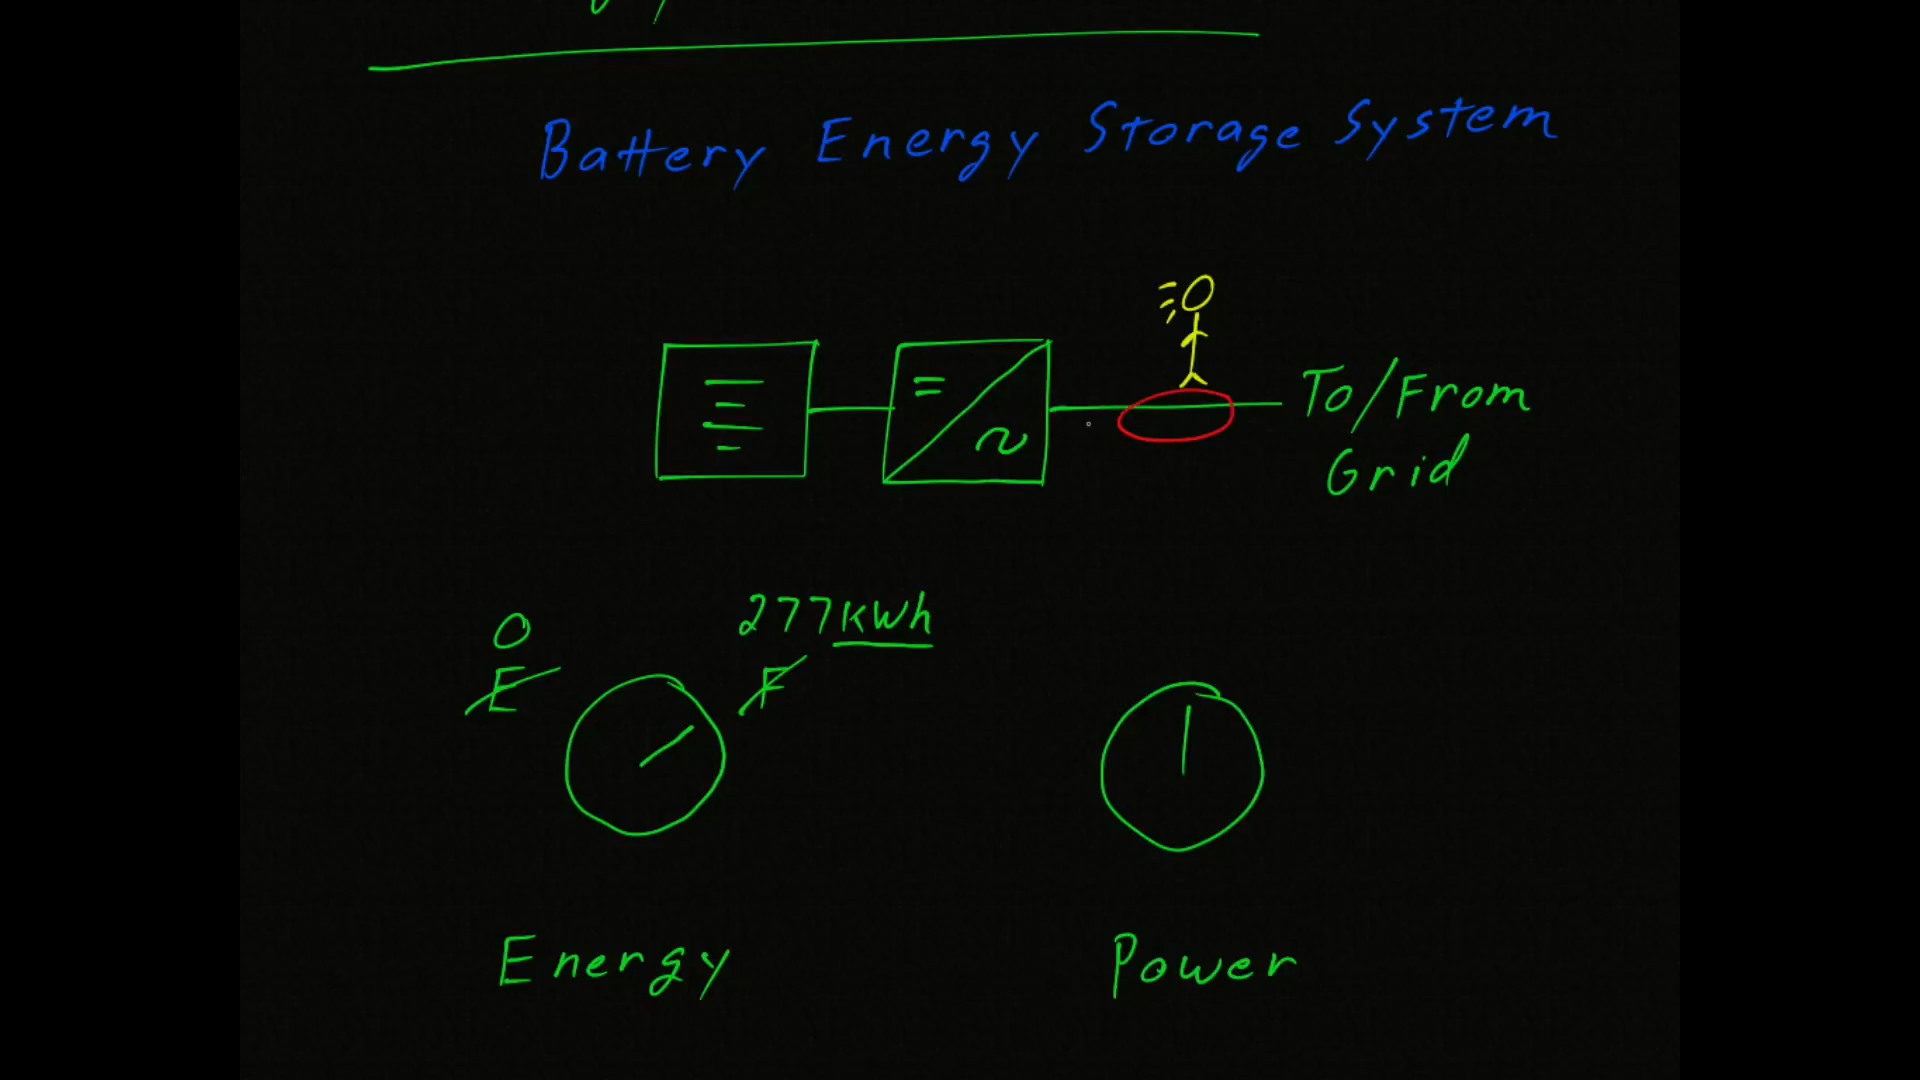 Battery Energy Storage System
To/From
Grid
0
277KWh
E
F
Energy
Power